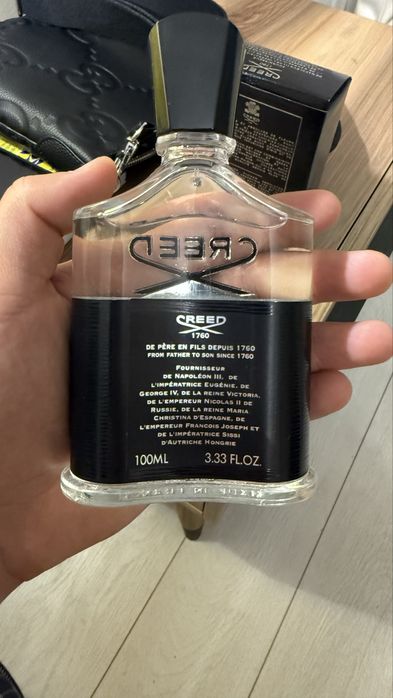 CREED
CREED
CREED
1760
DE PÈRE EN FILS DEPUIS 1760
FROM FATHER TO SON SINCE 1760
FOURNISSEUR
DE NAPOLÉON III, DE
L'IMPÉRATRICE EUGÉNIE, DE
GEORGE IV, DE LA REINE VICTORIA,
DE L'EMPEREUR NICOLAS II DE
RUSSIE, DE LA REINE MARIA
CHRISTINA D'ESPAGNE, DE
L'EMPEREUR FRANCOIS JOSEPH ET
DE L'IMPÉRATRICE SISSI
D'AUTRICHE HONGRIE
100ML 3.33 FL.OZ.